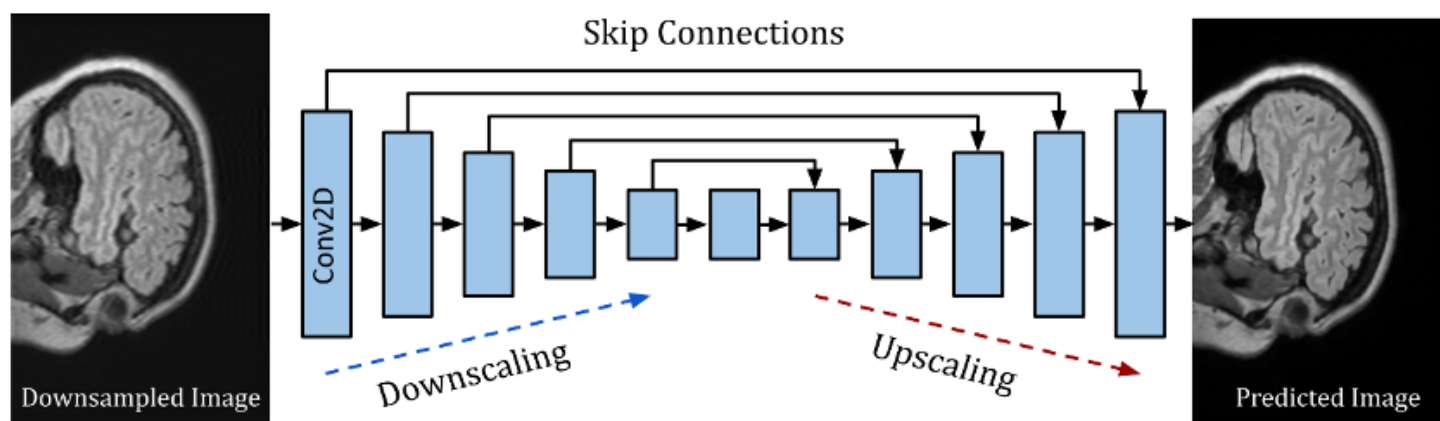 Skip Connections
Conv2D
Downscaling
Upscaling
Downsampled Image
Predicted Image